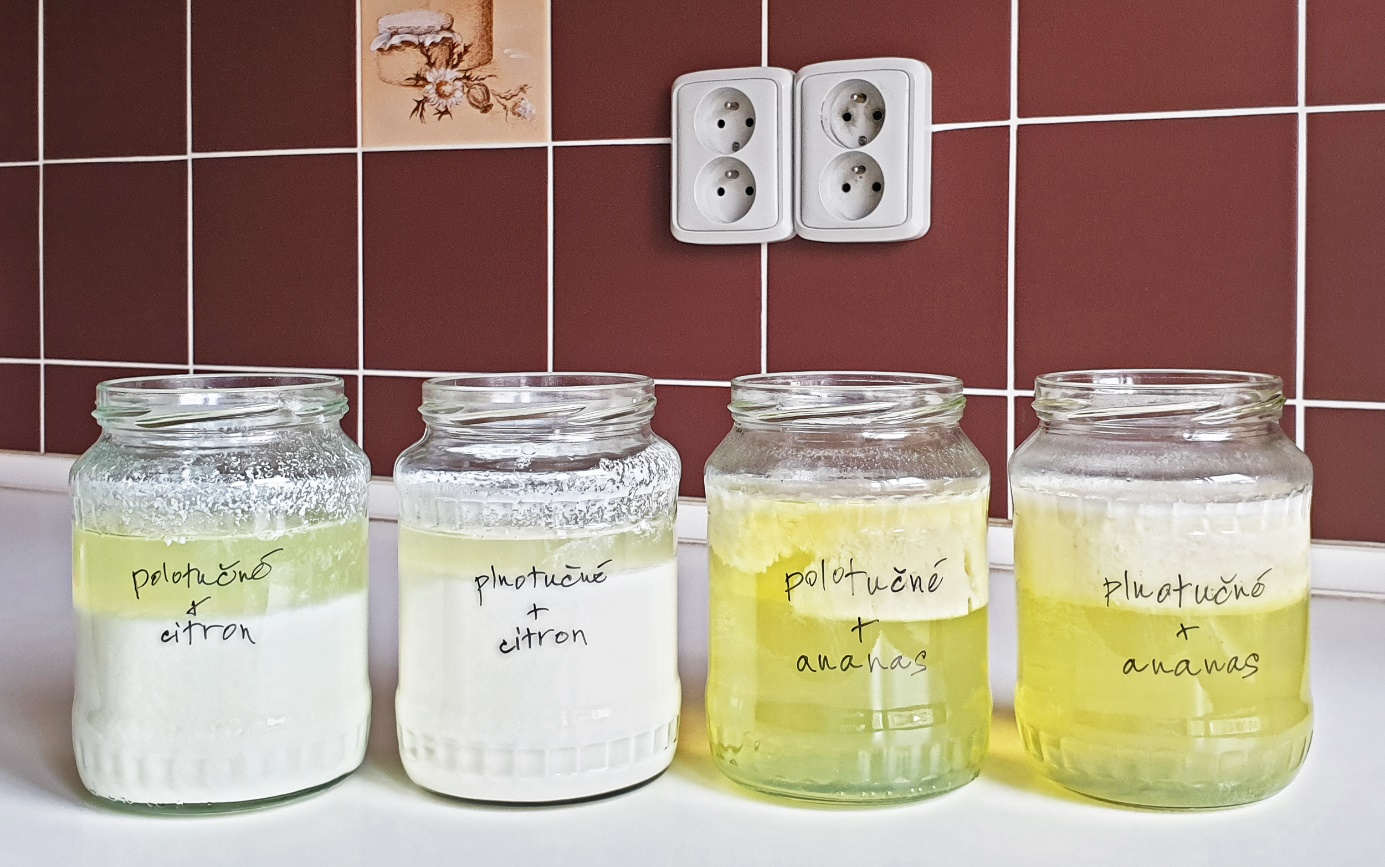 polotučné
+
citron
plnotučné
+
citron
polotučné
+
ananas
plnotučné
+
ananas